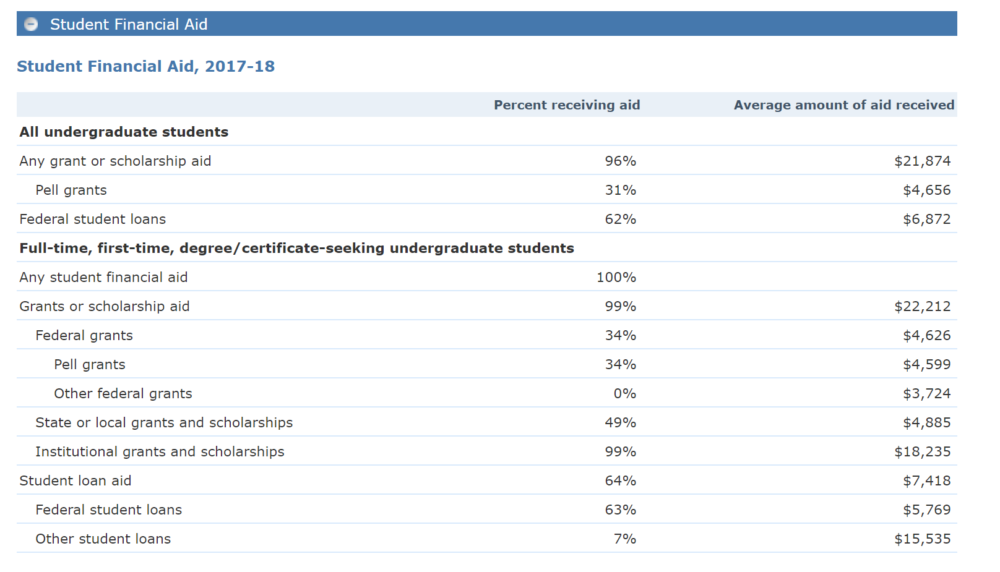 Student Financial Aid
Student Financial Aid, 2017-18
Percent receiving aid Average amount of aid received
All undergraduate students
Any grant or scholarship aid 96% $21,874
Pell grants 31% $4,656
Federal student loans 62% $6,872
Full-time, first-time, degree/certificate-seeking undergraduate students
Any student financial aid 100%
Grants or scholarship aid 99% $22,212
Federal grants 34% $4,626
Pell grants 34% $4,599
Other federal grants 0% $3,724
State or local grants and scholarships 49% $4,885
Institutional grants and scholarships 99% $18,235
Student loan aid 64% $7,418
Federal student loans 63% $5,769
Other student loans 7% $15,535